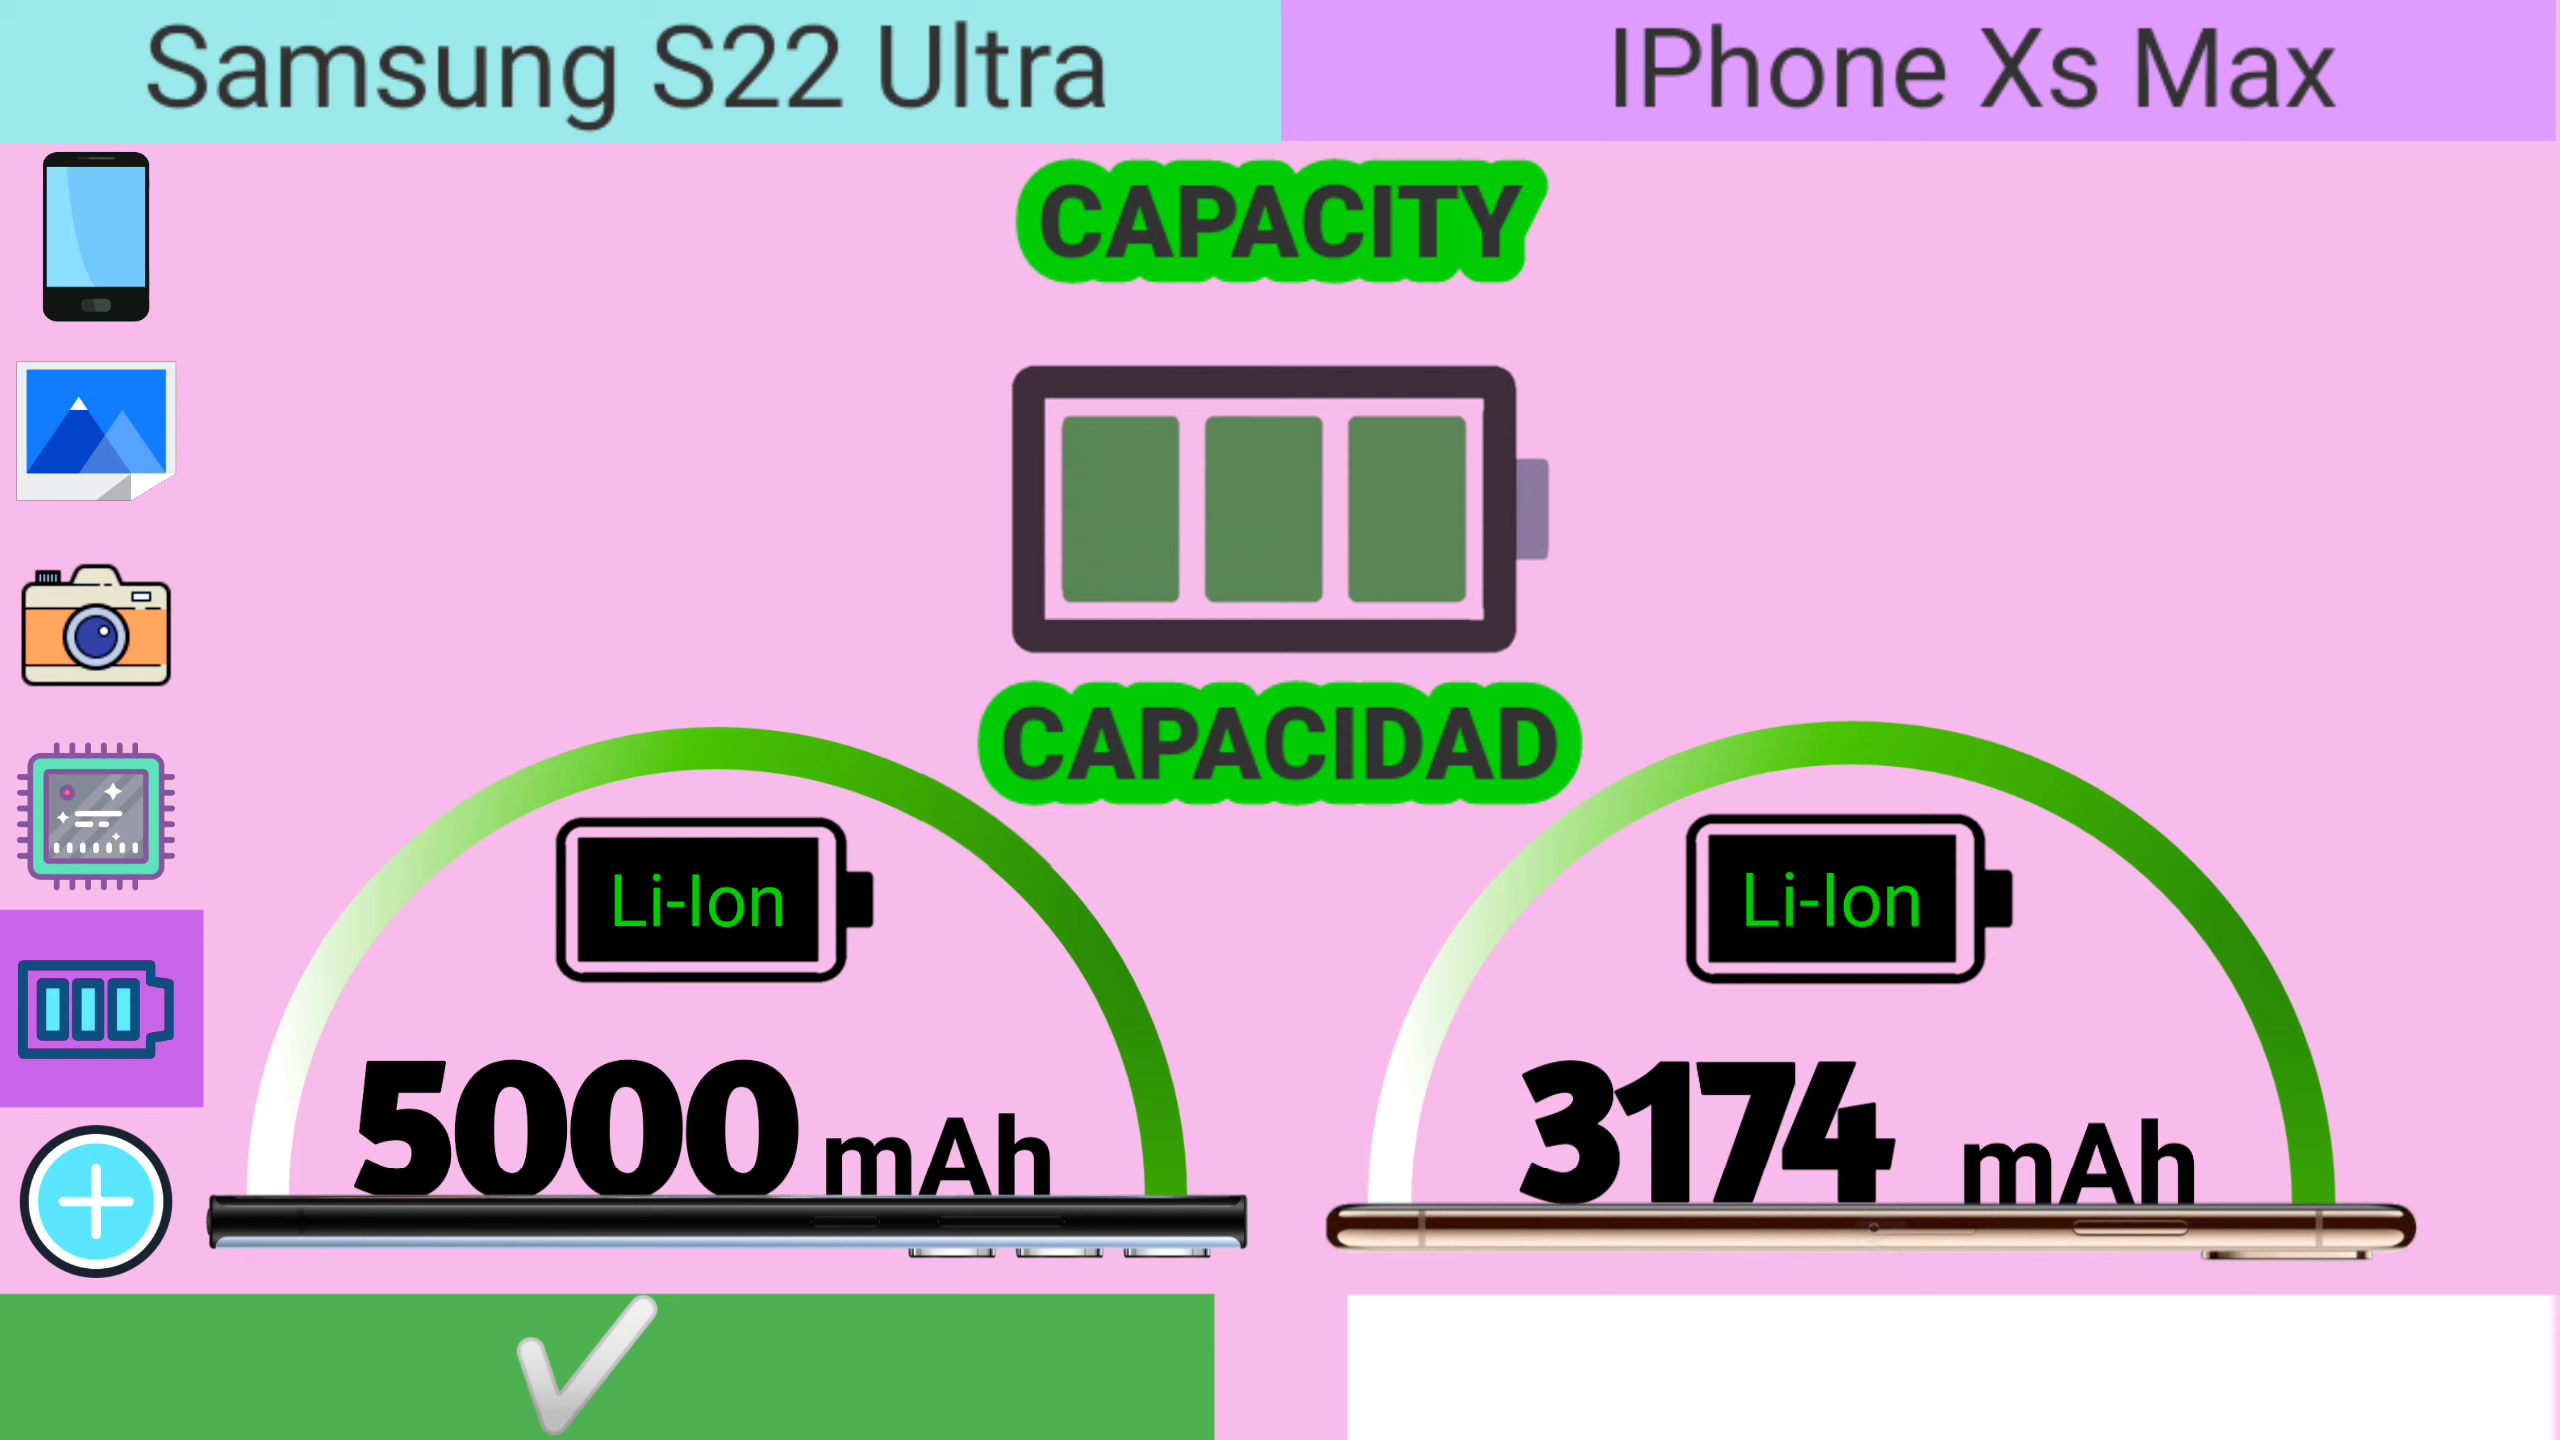 Samsung S22 Ultra
IPhone Xs Max
CAPACITY
CAPACIDAD
Li-Ion
Li-Ion
5000 mAh
3174 mAh